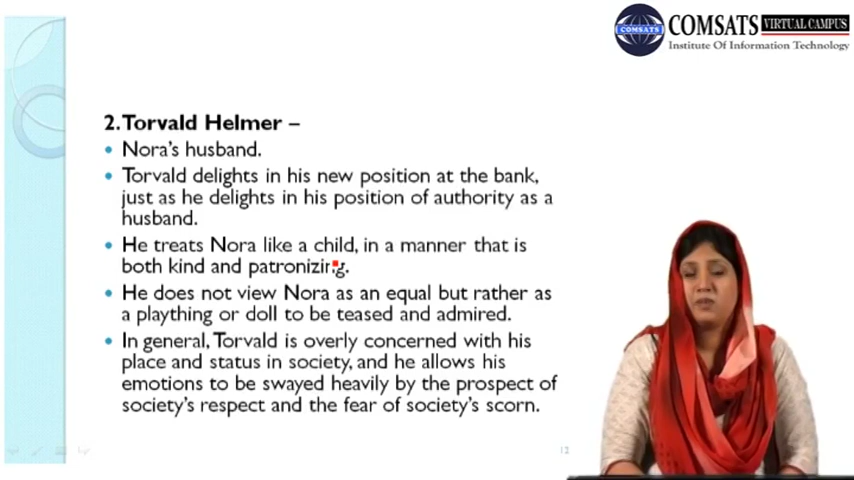 COMSATS
COMSATS VIRTUAL CAMPUS
Institute Of Information Technology
2. Torvald Helmer –
• Nora's husband.
• Torvald delights in his new position at the bank,
just as he delights in his position of authority as a
husband.
• He treats Nora like a child, in a manner that is
both kind and patronizing.
• He does not view Nora as an equal but rather as
a plaything or doll to be teased and admired.
• In general, Torvald is overly concerned with his
place and status in society, and he allows his
emotions to be swayed heavily by the prospect of
society's respect and the fear of society's scorn.
12